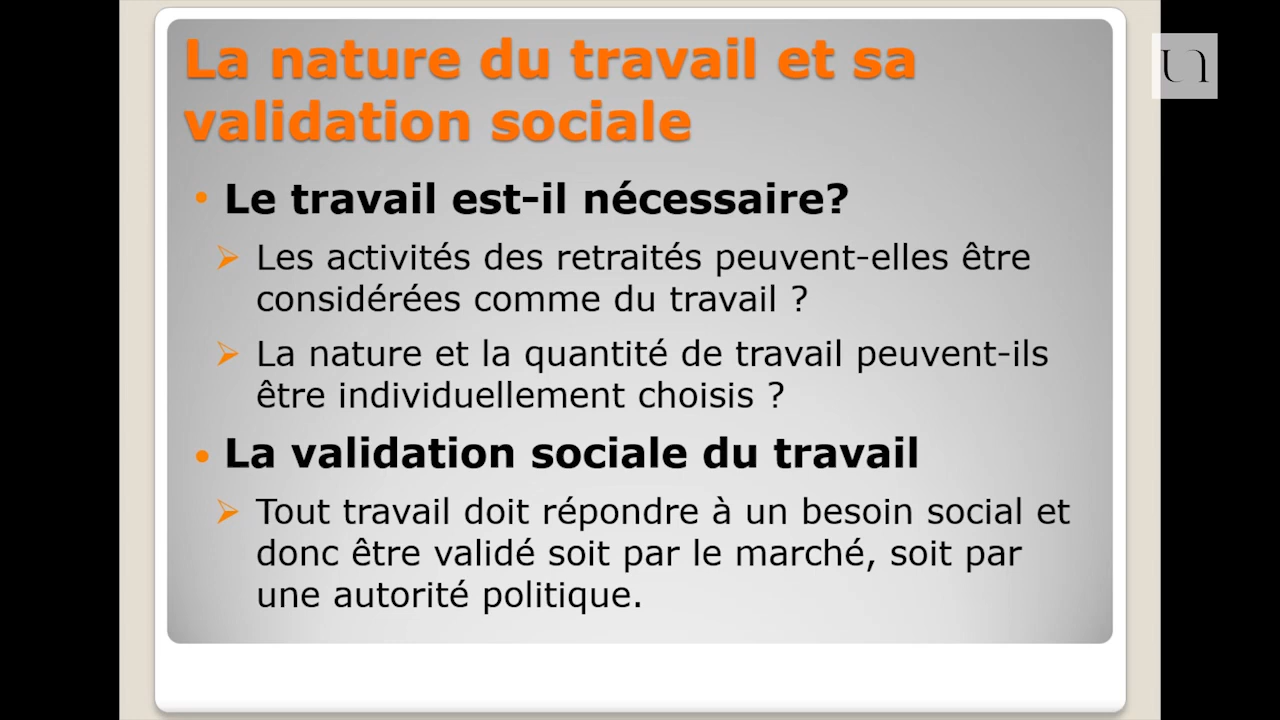 La nature du travail et sa
validation sociale
• Le travail est-il nécessaire?
➢ Les activités des retraités peuvent-elles être
considérées comme du travail ?
➢ La nature et la quantité de travail peuvent-ils
être individuellement choisis ?
• La validation sociale du travail
➢ Tout travail doit répondre à un besoin social et
donc être validé soit par le marché, soit par
une autorité politique.